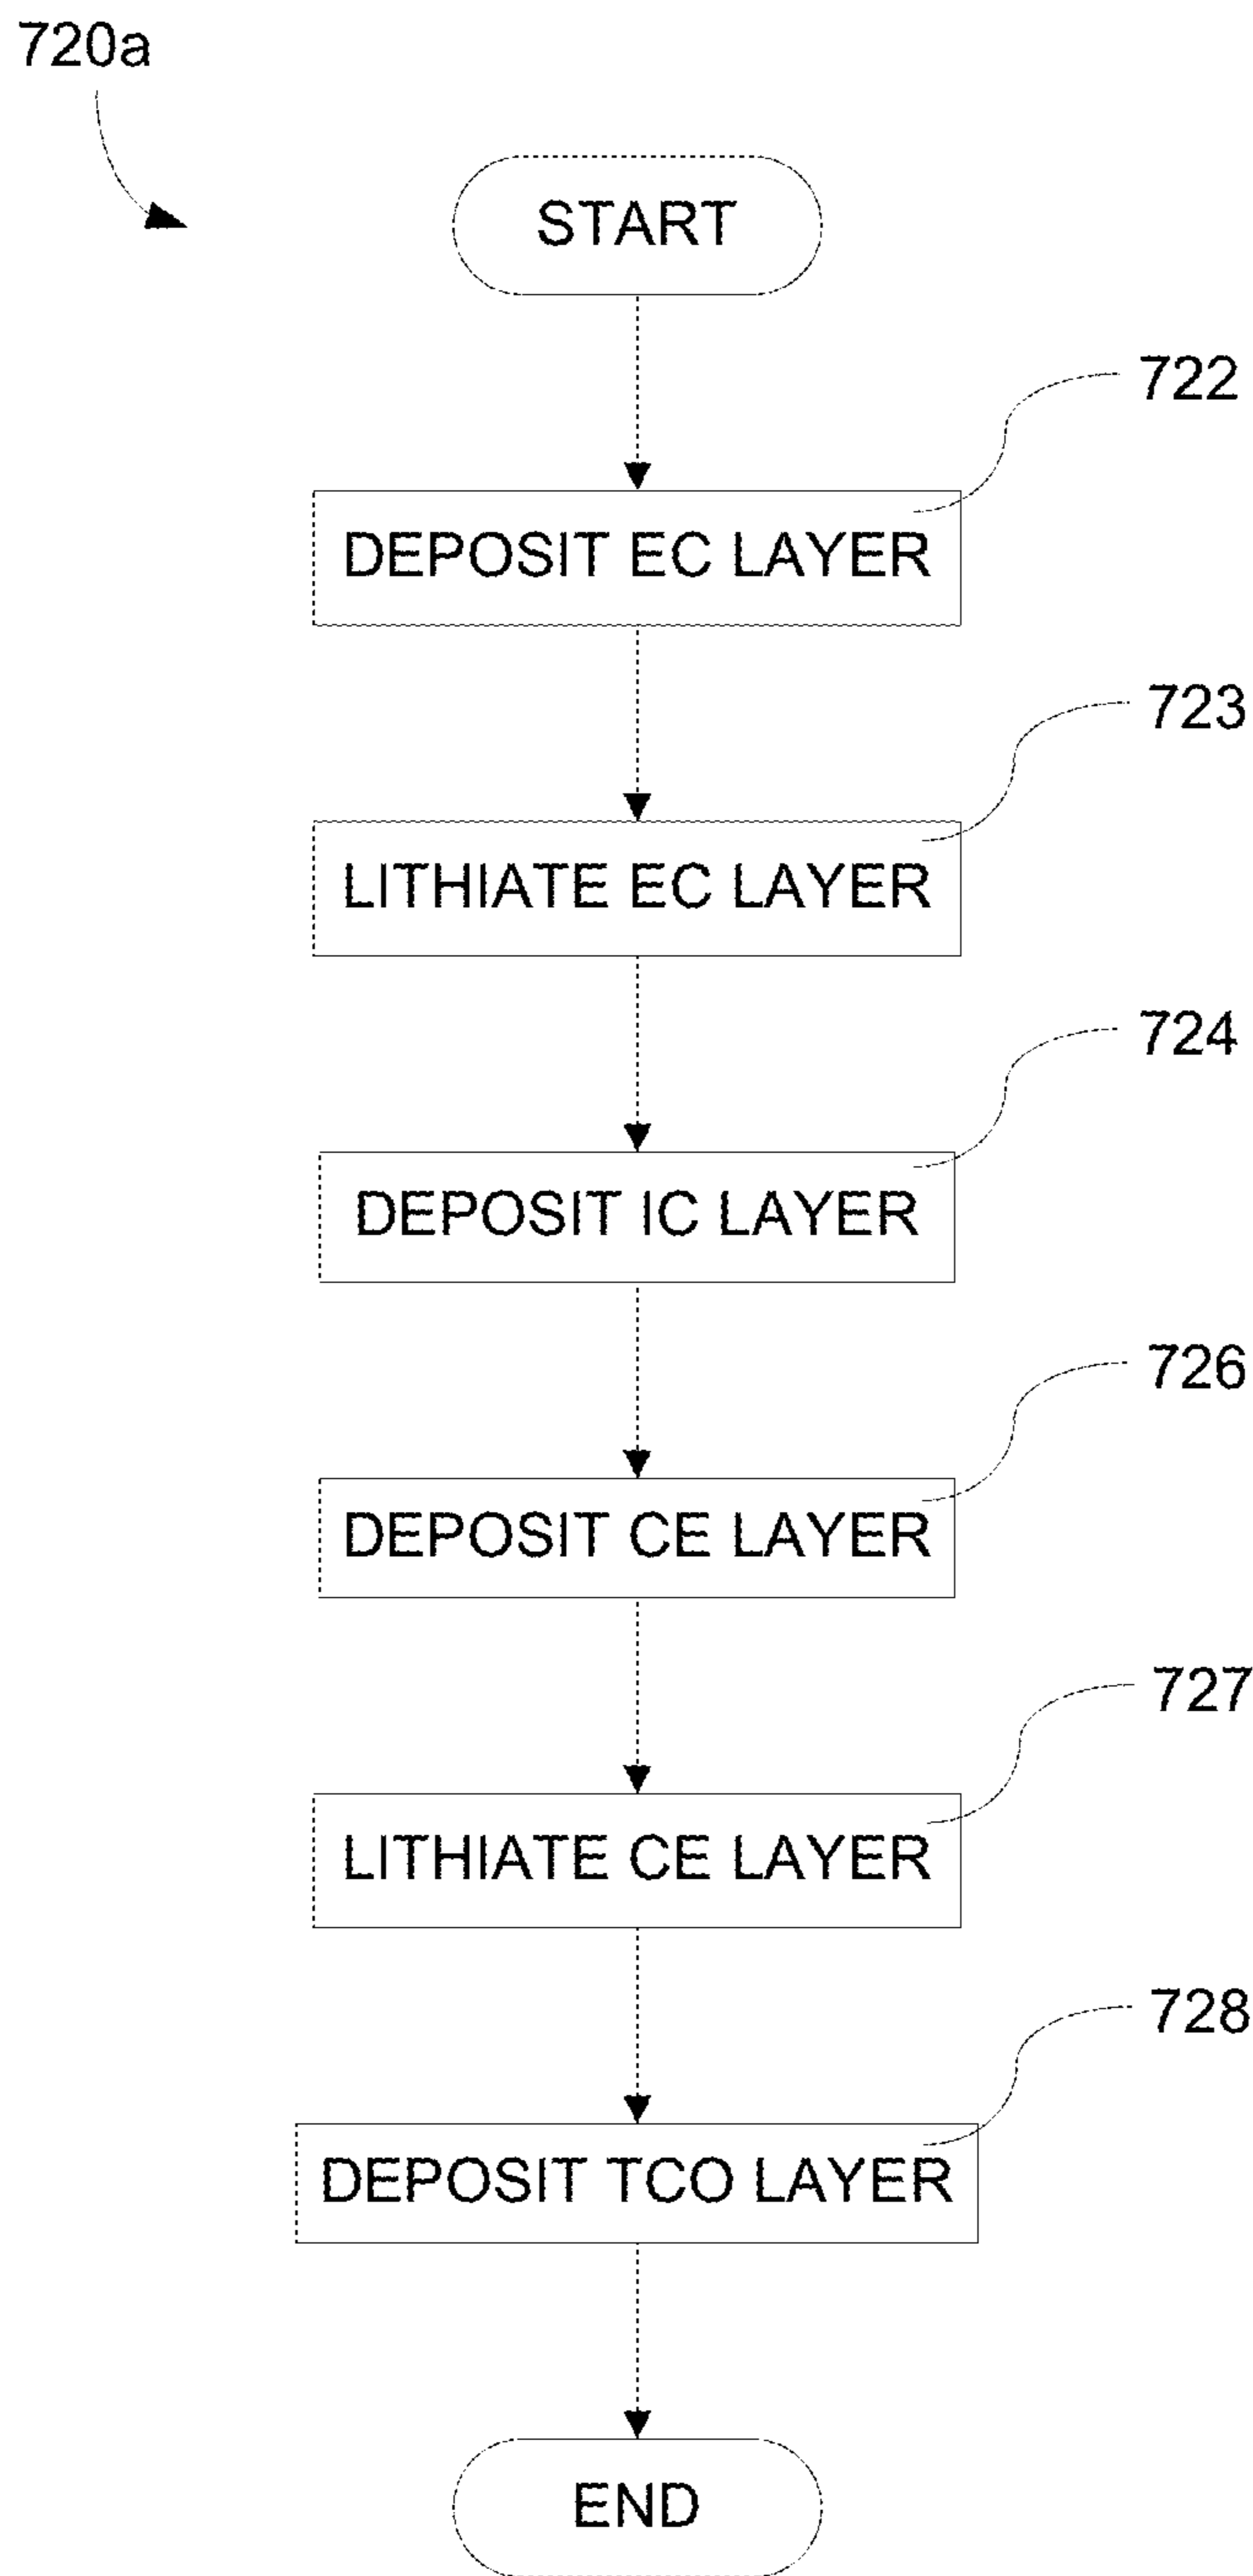 720a
START
722
DEPOSIT EC LAYER
723
LITHIATE EC LAYER
724
DEPOSIT IC LAYER
726
DEPOSIT CE LAYER
727
LITHIATE CE LAYER
728
DEPOSIT TCO LAYER
END